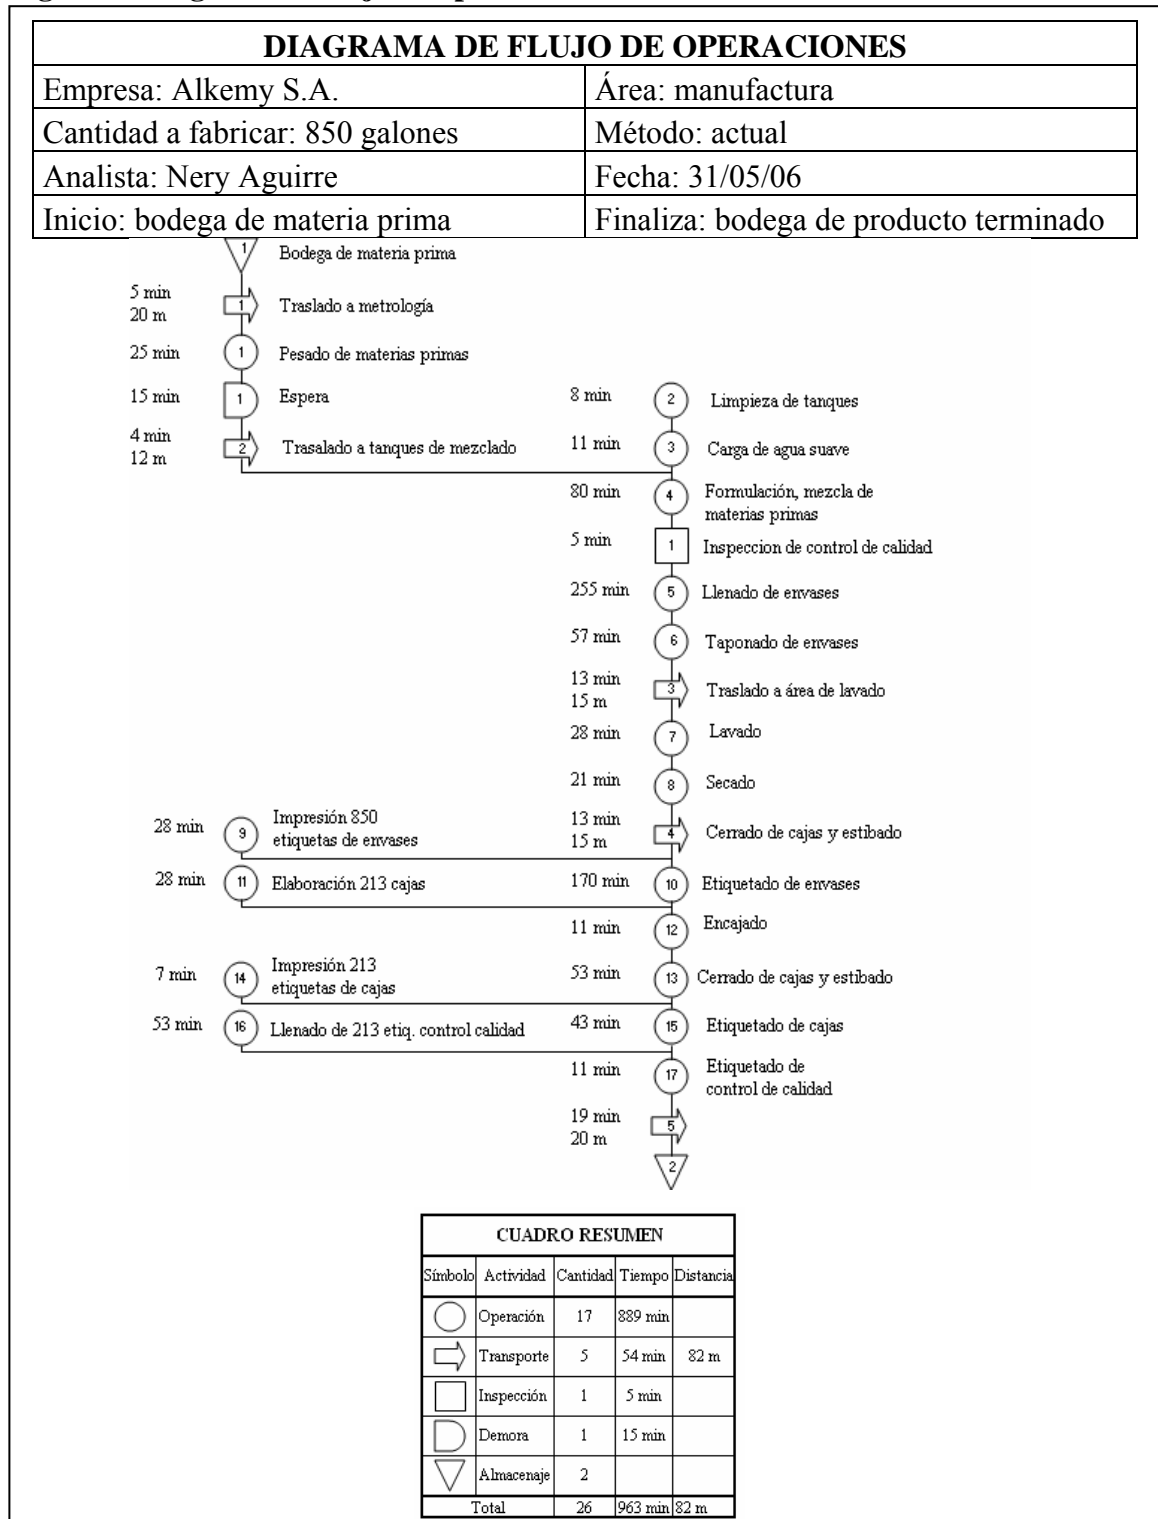 DIAGRAMA DE FLUJO DE OPERACIONES
Empresa: Alkemy S.A.
Área: manufactura
Cantidad a fabricar: 850 galones
Método: actual
Analista: Nery Aguirre
Fecha: 31/05/06
Inicio: bodega de materia prima
Finaliza: bodega de producto terminado
1 Bodega de materia prima
5 min
20 m
1 Traslado a metrología
25 min 1 Pesado de materias primas
15 min 1 Espera
4 min
12 m
2 Trasalado a tanques de mezclado
8 min 2 Limpieza de tanques
11 min 3 Carga de agua suave
80 min 4 Formulación, mezcla de
materias primas
5 min 1 Inspeccion de control de calidad
255 min 5 Llenado de envases
57 min 6 Taponado de envases
13 min
15 m
3 Traslado a área de lavado
28 min 7 Lavado
21 min 8 Secado
28 min 9 Impresión 850
etiquetas de envases
13 min
15 m
4 Cerrado de cajas y estibado
28 min 11 Elaboración 213 cajas
170 min 10 Etiquetado de envases
11 min 12 Encajado
7 min 14 Impresión 213
etiquetas de cajas
53 min 13 Cerrado de cajas y estibado
53 min 16 Llenado de 213 etiq. control calidad
43 min 15 Etiquetado de cajas
11 min 17 Etiquetado de
control de calidad
19 min
20 m
5
2
CUADRO RESUMEN
Símbolo Actividad Cantidad Tiempo Distancia
Operación 17 889 min
Transporte 5 54 min 82 m
Inspección 1 5 min
Demora 1 15 min
Almacenaje 2
Total 26 963 min 82 m